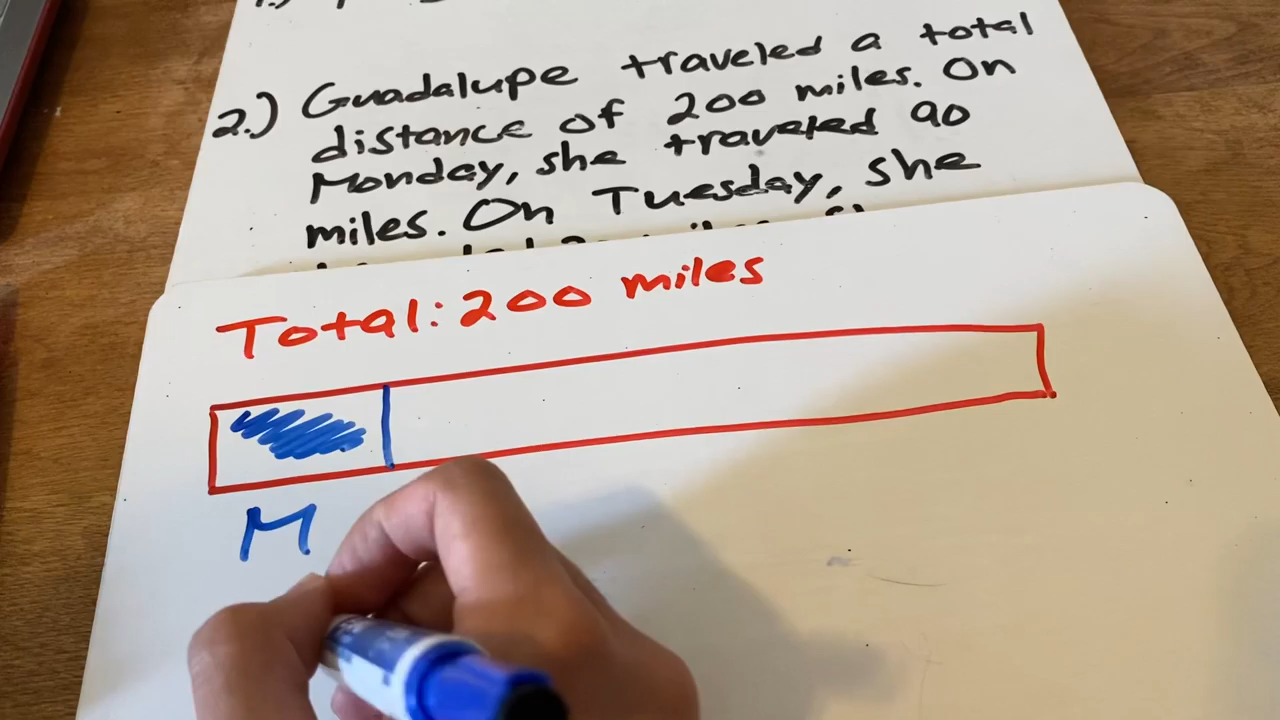 2.) Guadalupe traveled a total
distance of 200 miles. On
Monday, she traveled 90
miles. On Tuesday, she
Total: 200 miles
M